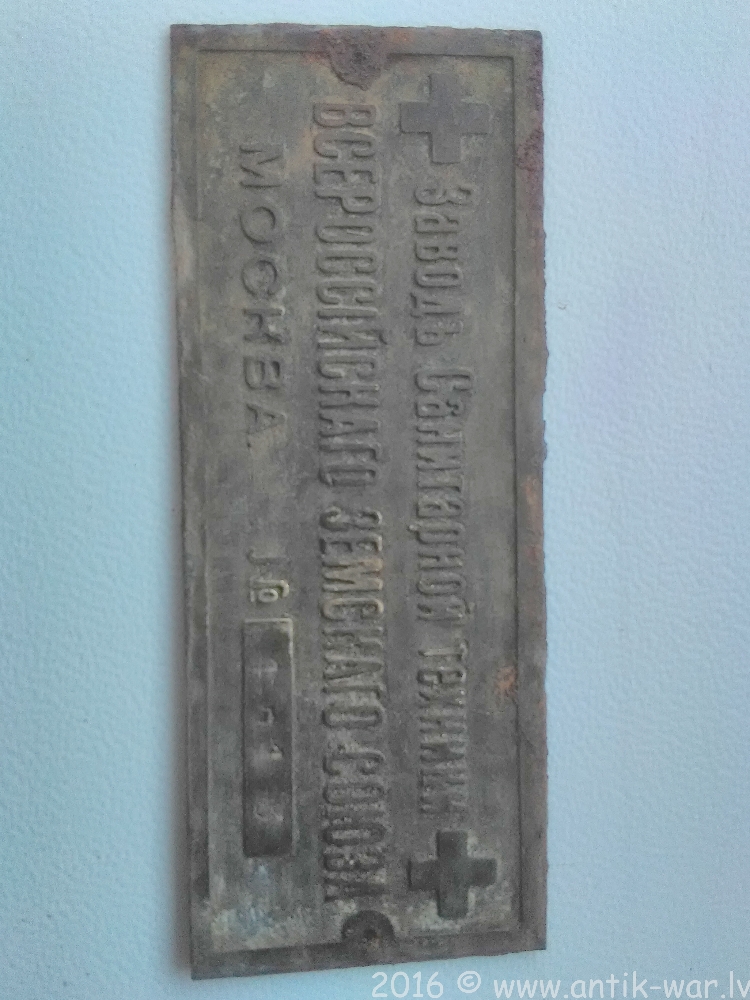 Заводъ Санитарной техники
ВСЕРОССІЙСКАГО ЗЕМСКАГО СОЮЗА
МОСКВА №
2016 © www.antik-war.lv